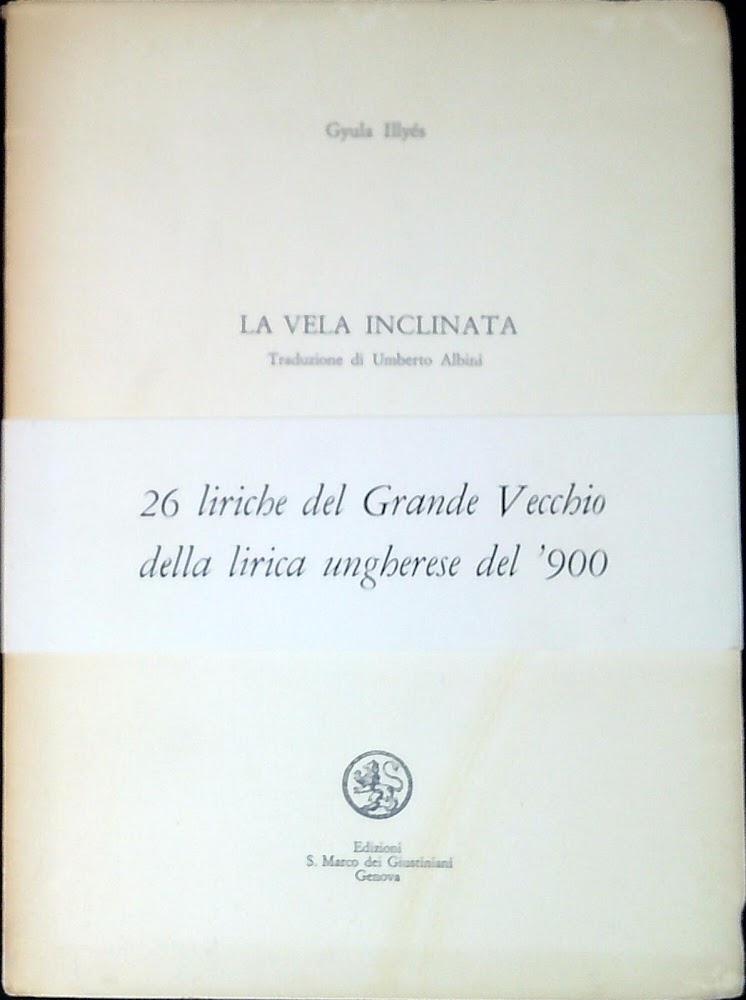 Gyula Illyés
LA VELA INCLINATA
Traduzione di Umberto Albini
26 liriche del Grande Vecchio
della lirica ungherese del '900
Edizioni
S. Marco dei Giustiniani
Genova